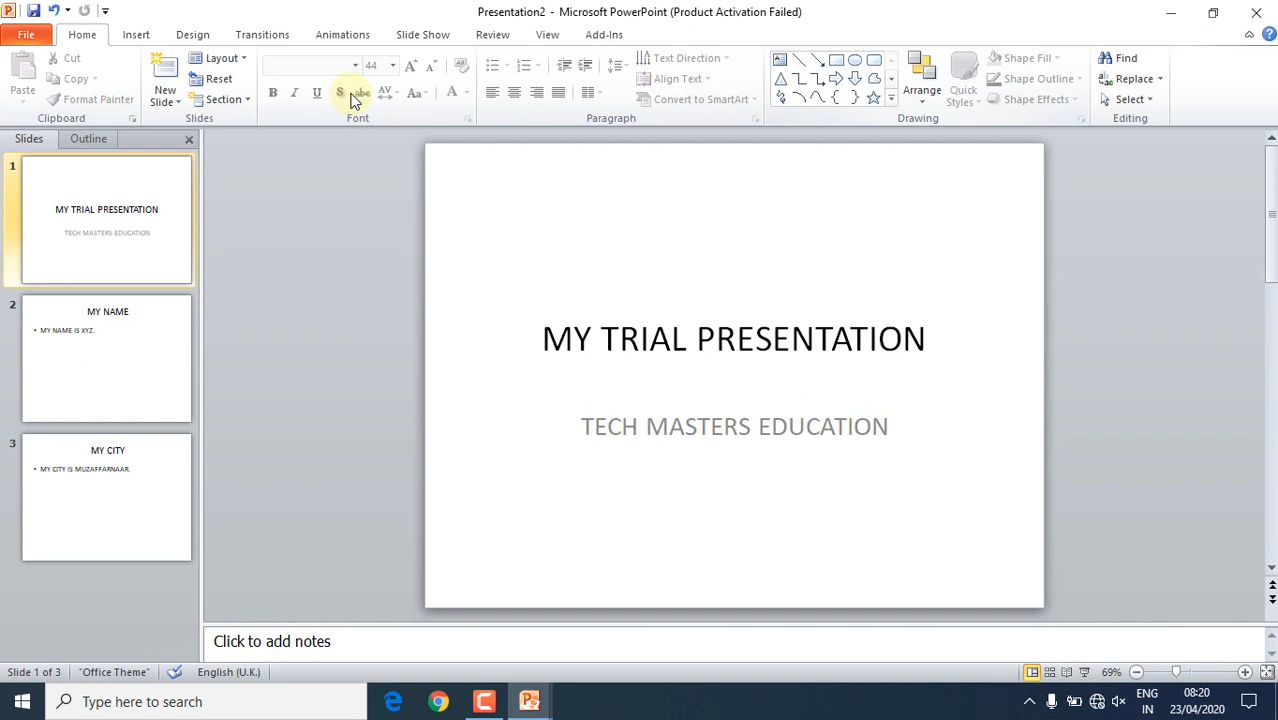 Presentation2 - Microsoft PowerPoint (Product Activation Failed)
File Home Insert Design Transitions Animations Slide Show Review View Add-Ins
Paste
Cut
Copy
Format Painter
Clipboard
New
Slide
Layout
Reset
Section
Slides
44
B I U S abc AV Aa A
Font
Text Direction
Align Text
Convert to SmartArt
Paragraph
Arrange
Quick
Styles
Shape Fill
Shape Outline
Shape Effects
Drawing
Find
Replace
Select
Editing
Slides Outline
1
MY TRIAL PRESENTATION
TECH MASTERS EDUCATION
2
MY NAME
• MY NAME IS XYZ.
3
MY CITY
• MY CITY IS MUZAFFARNAAR.
MY TRIAL PRESENTATION
TECH MASTERS EDUCATION
Click to add notes
Slide 1 of 3 "Office Theme" English (U.K.) 69%
Type here to search
ENG
IN
08:20
23/04/2020